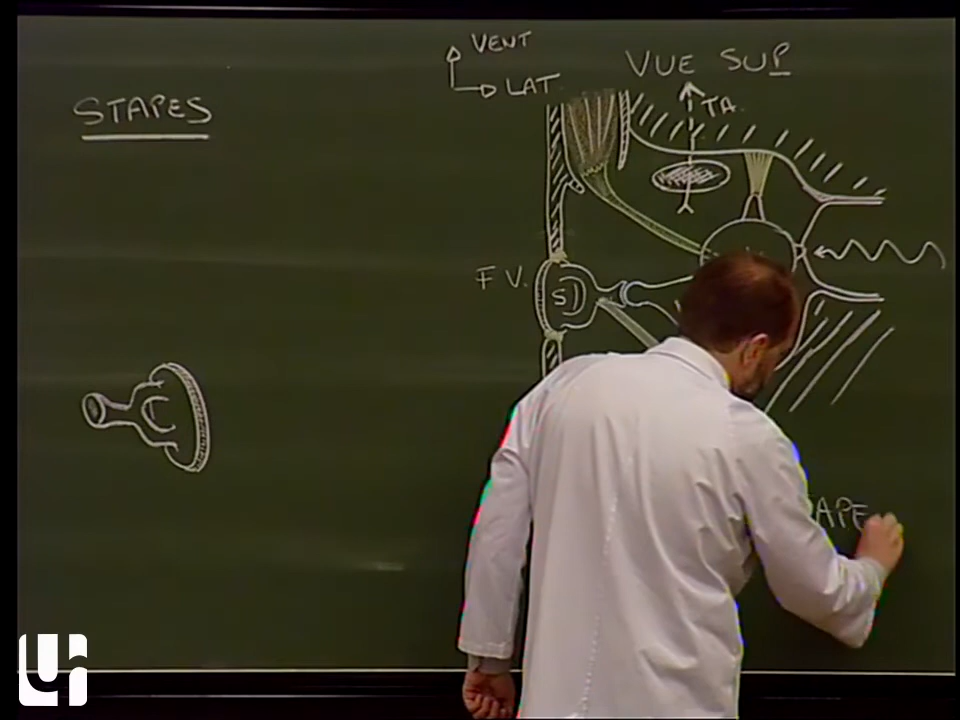 STAPES
VENT
LAT
VUE SUP
TA.
F V.
S
APE